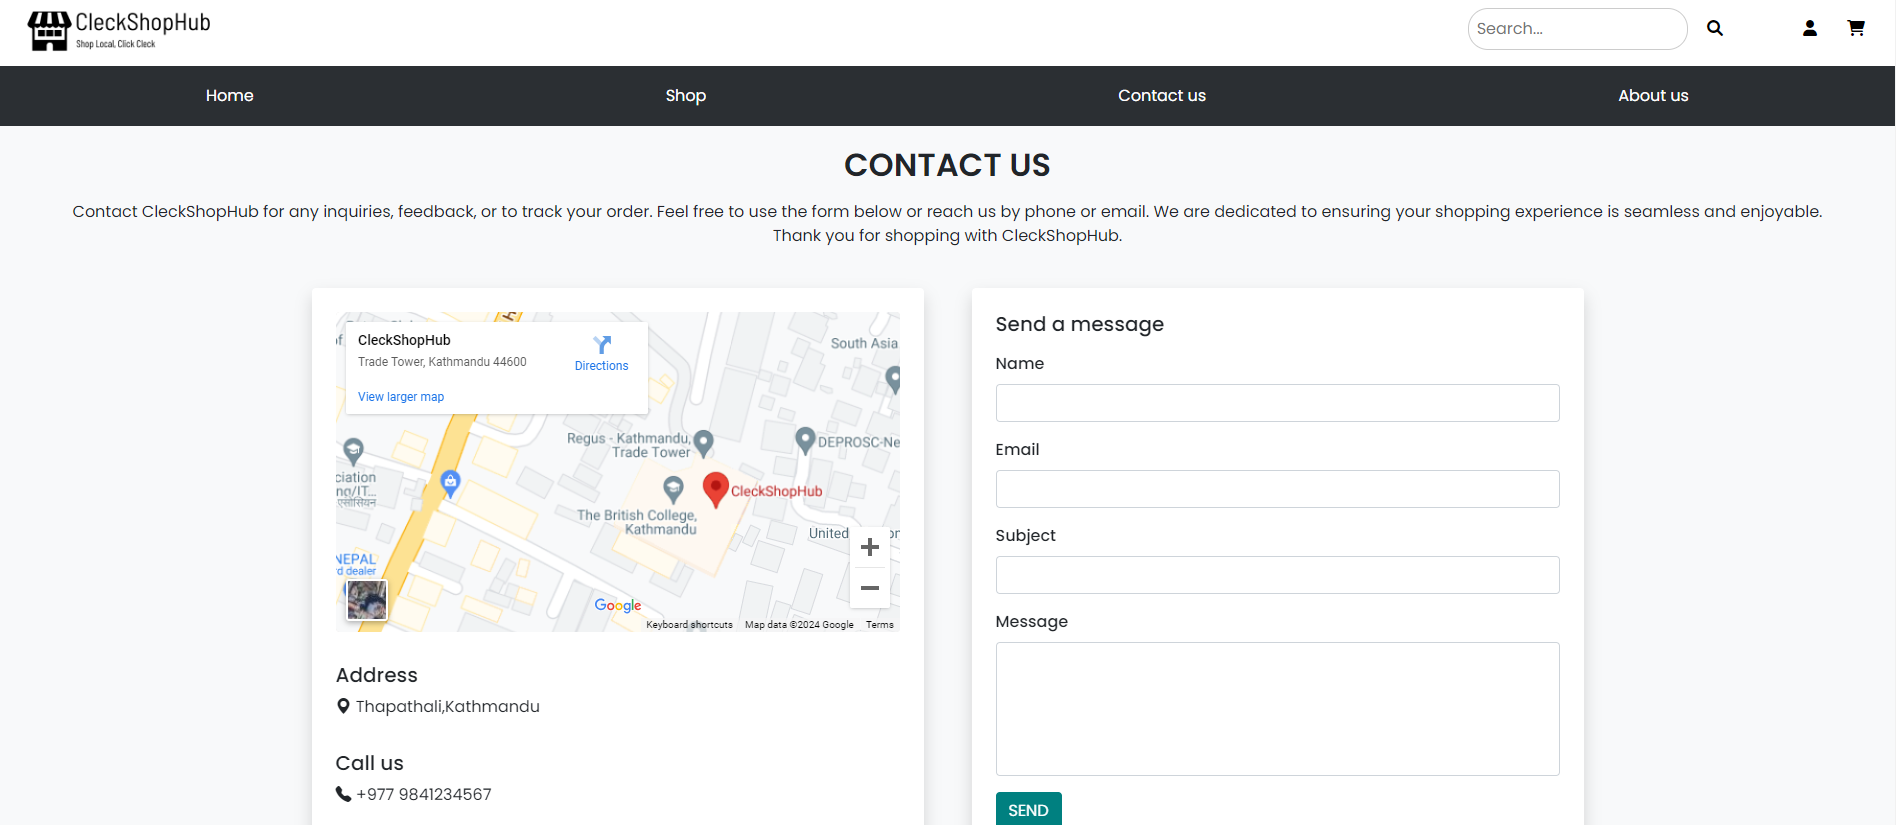 CleckShopHub
Shop Local, Click Cleck
Search...
Home
Shop
Contact us
About us
CONTACT US
Contact CleckShopHub for any inquiries, feedback, or to track your order. Feel free to use the form below or reach us by phone or email. We are dedicated to ensuring your shopping experience is seamless and enjoyable.
Thank you for shopping with CleckShopHub.
CleckShopHub
Trade Tower, Kathmandu 44600
Directions
View larger map
South Asia
Regus - Kathmandu,
Trade Tower
DEPROSC-Ne
CleckShopHub
The British College,
Kathmandu
United
ciation
ng/IT...
NEPAL
rd dealer
Google
Keyboard shortcuts
Map data ©2024 Google
Terms
Address
Thapathali,Kathmandu
Call us
+977 9841234567
Send a message
Name
Email
Subject
Message
SEND